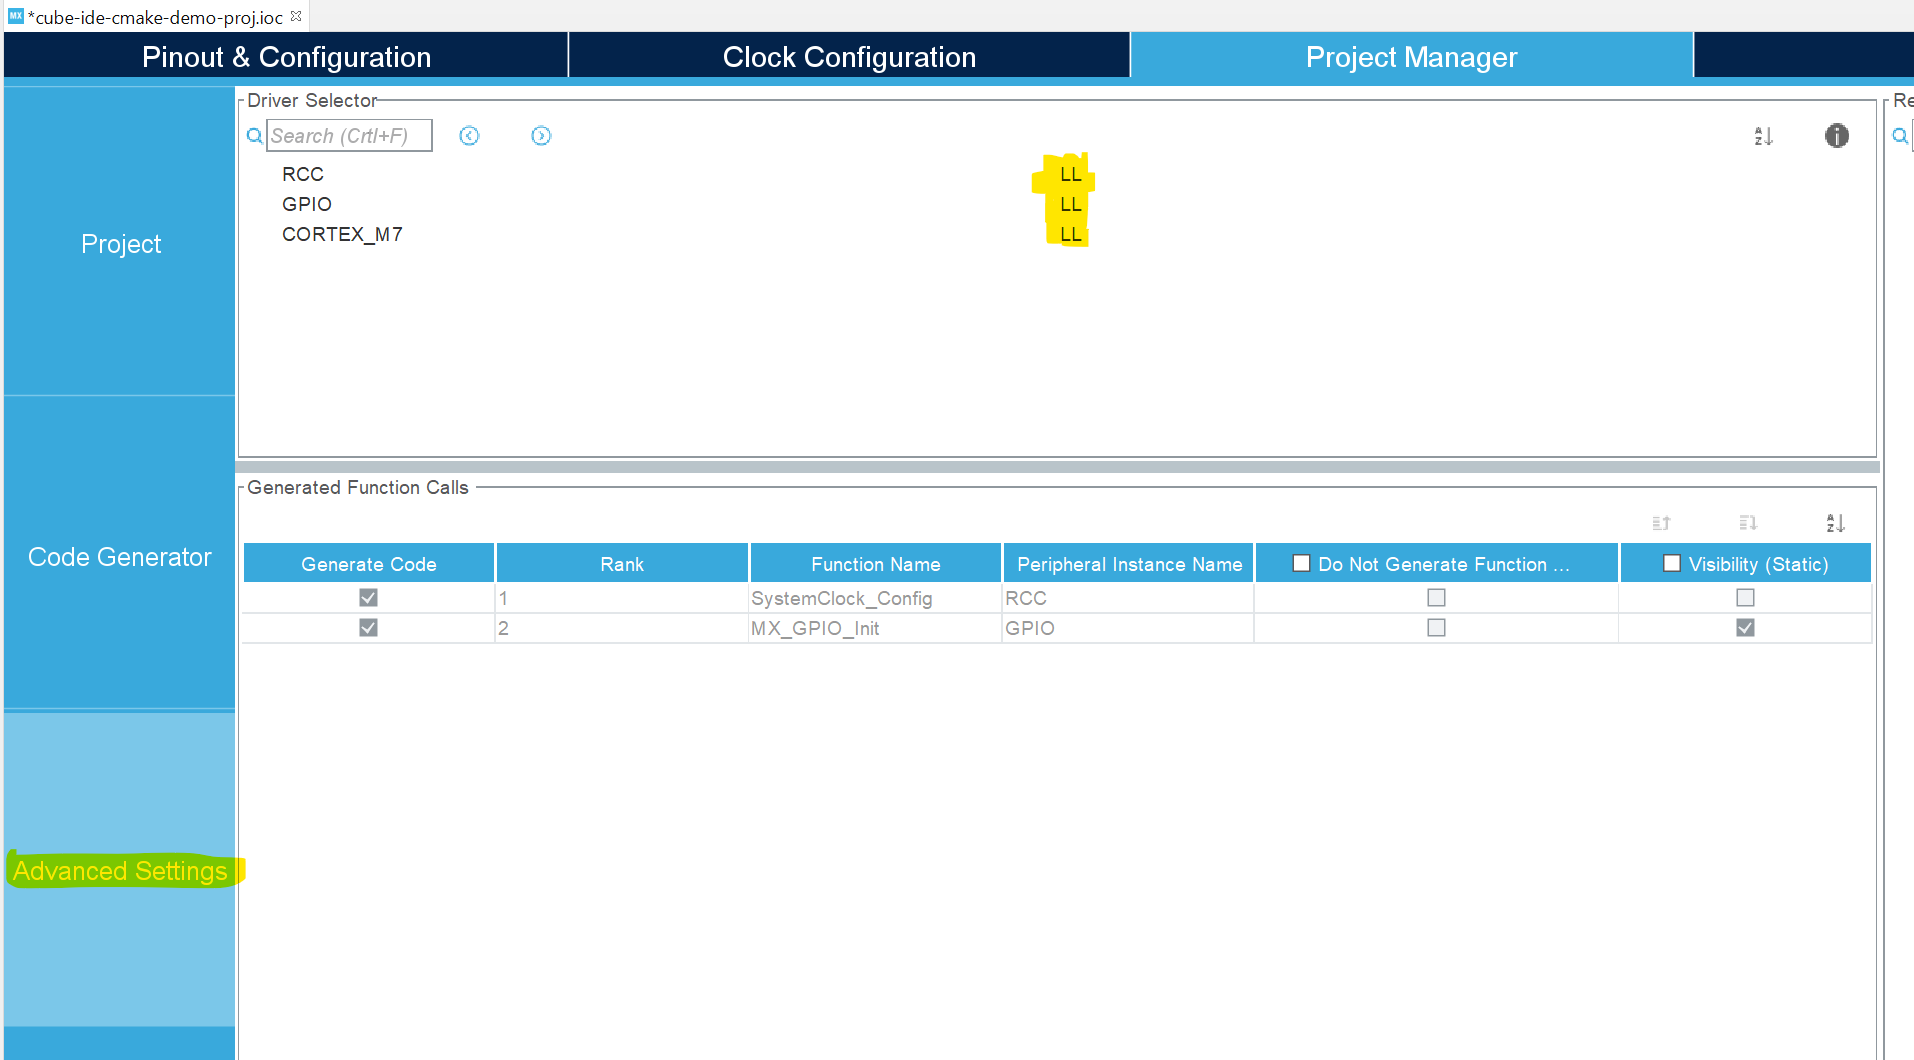 MX *cube-ide-cmake-demo-proj.ioc
Pinout & Configuration Clock Configuration Project Manager
Driver Selector
Search (Crtl+F)
RCC LL
GPIO LL
CORTEX_M7 LL
Project
Code Generator
Advanced Settings
Generated Function Calls
Generate Code Rank Function Name Peripheral Instance Name Do Not Generate Function ... Visibility (Static)
1 SystemClock_Config RCC
2 MX_GPIO_Init GPIO
Re